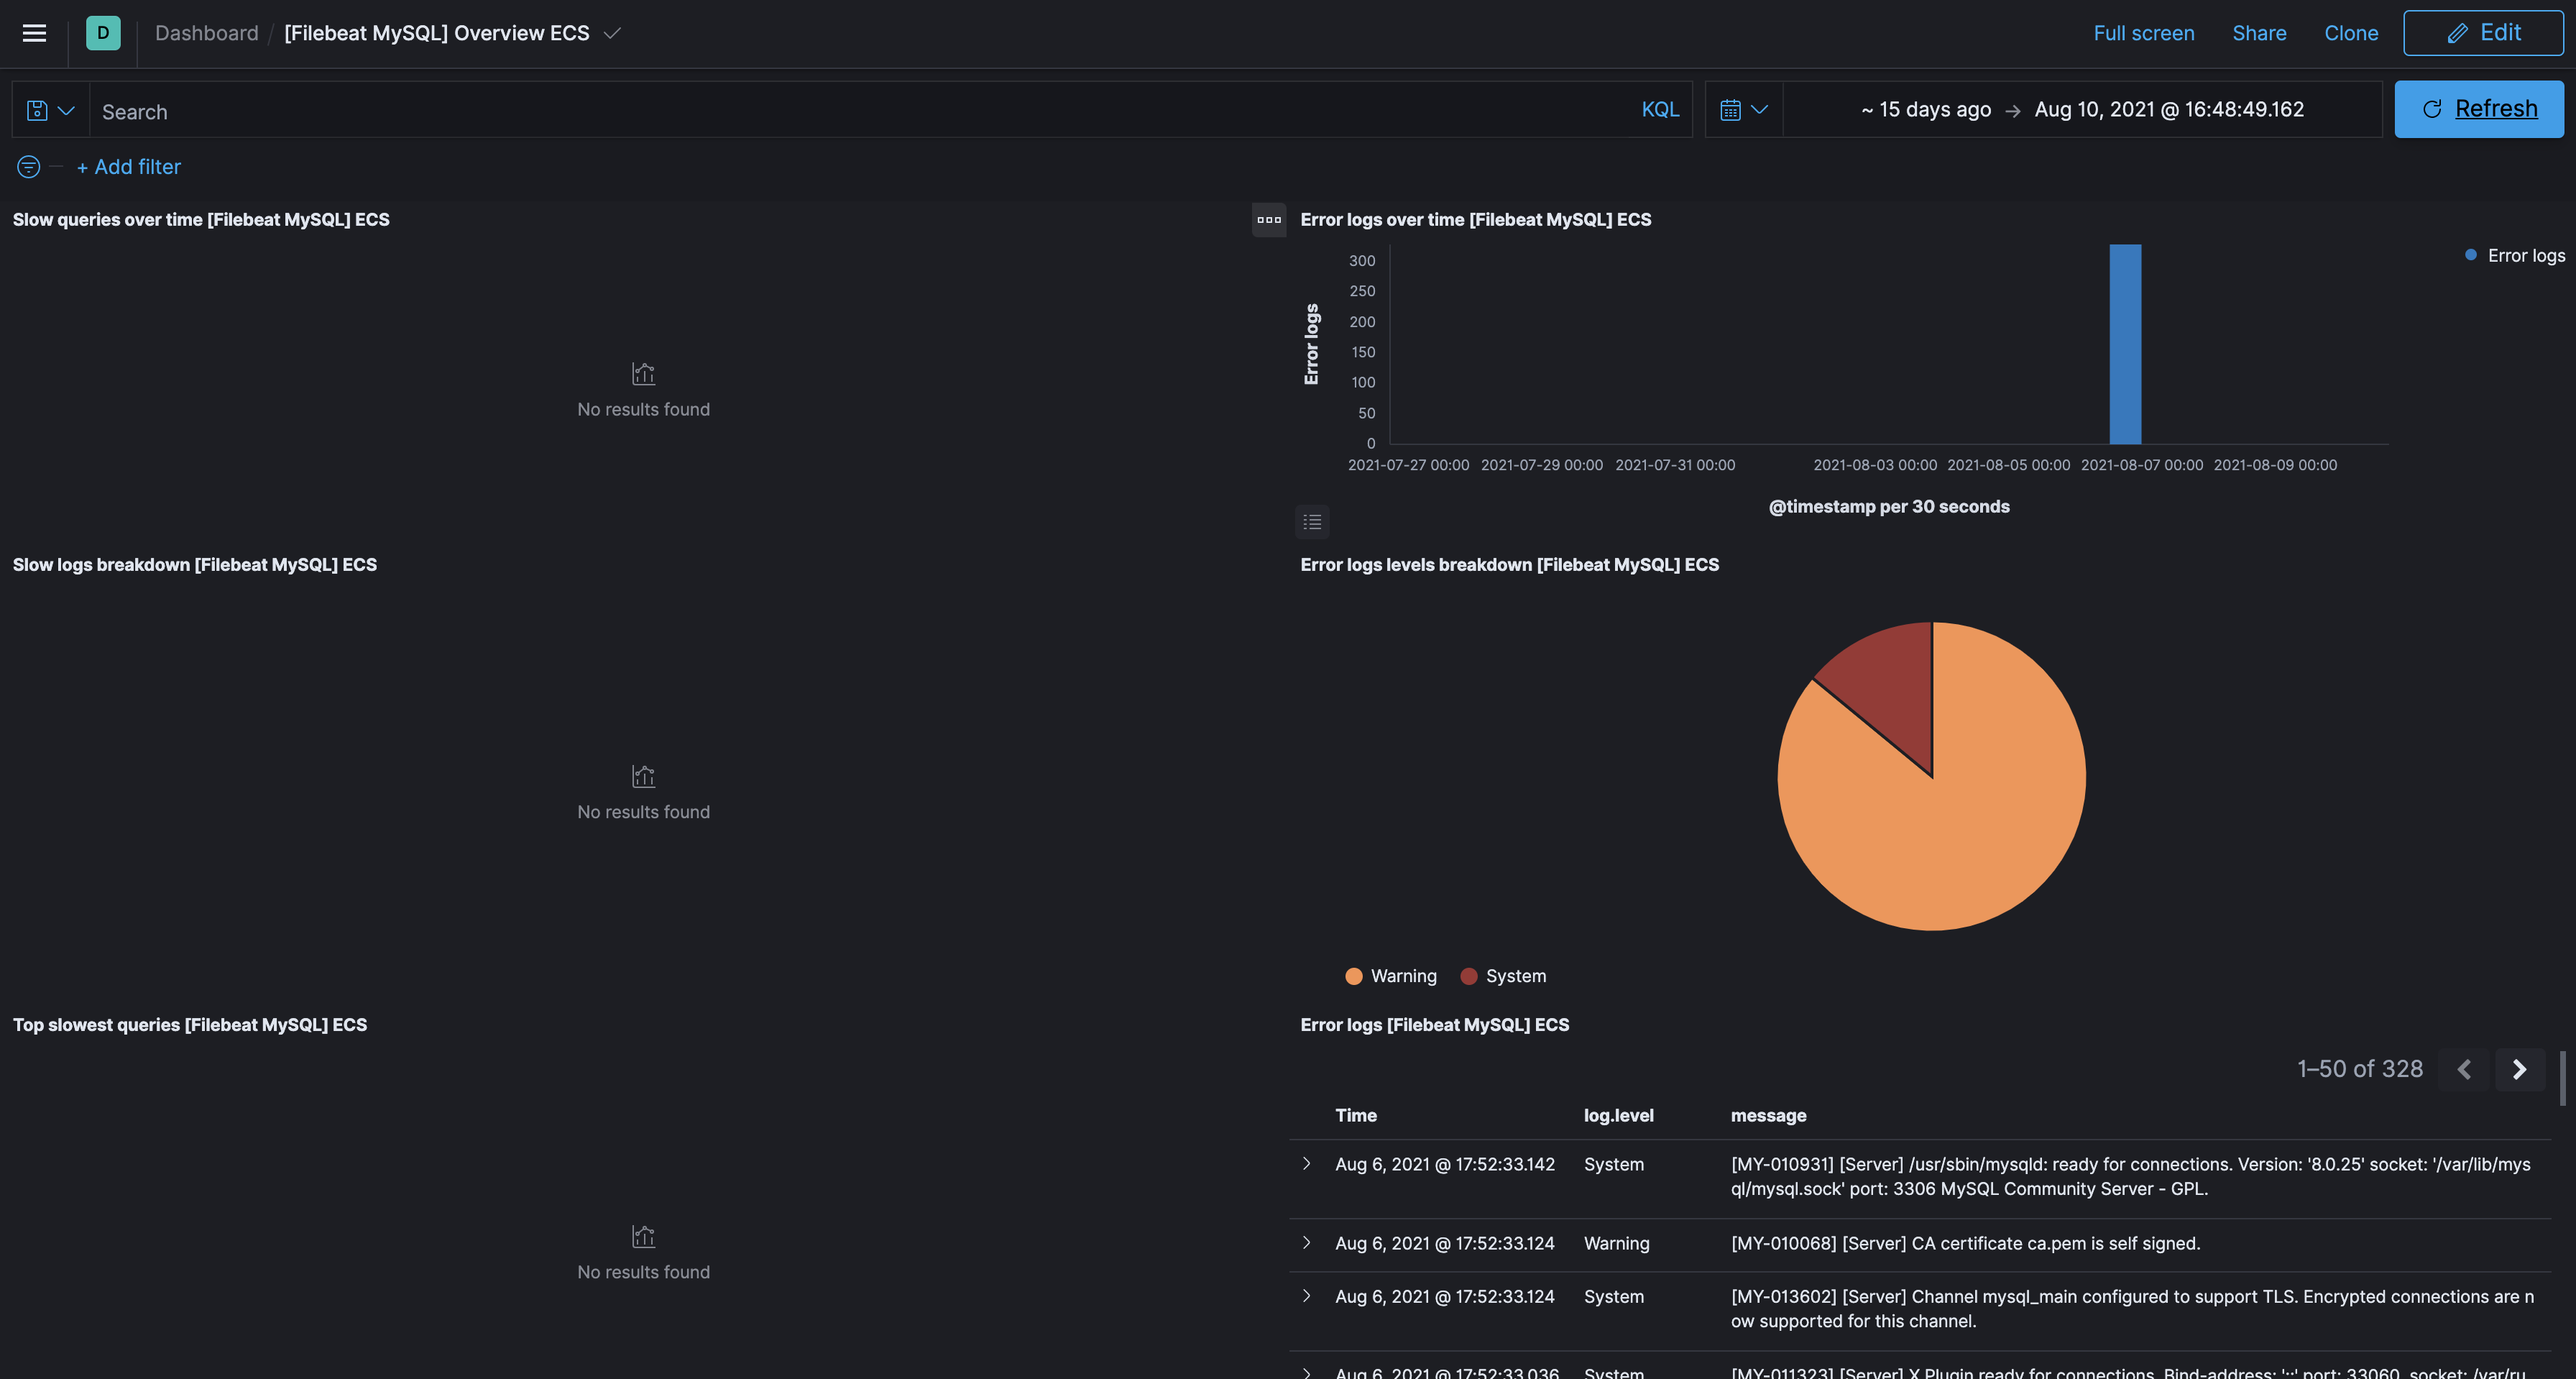 D Dashboard / [Filebeat MySQL] Overview ECS Full screen Share Clone Edit
Search KQL ~ 15 days ago → Aug 10, 2021 @ 16:48:49.162 Refresh
+ Add filter
Slow queries over time [Filebeat MySQL] ECS
No results found
Error logs over time [Filebeat MySQL] ECS
Error logs
300
250
200
150
100
50
0
Error logs
2021-07-27 00:00 2021-07-29 00:00 2021-07-31 00:00 2021-08-03 00:00 2021-08-05 00:00 2021-08-07 00:00 2021-08-09 00:00
@timestamp per 30 seconds
Slow logs breakdown [Filebeat MySQL] ECS
No results found
Error logs levels breakdown [Filebeat MySQL] ECS
Warning System
Top slowest queries [Filebeat MySQL] ECS
No results found
Error logs [Filebeat MySQL] ECS
1–50 of 328
Time log.level message
Aug 6, 2021 @ 17:52:33.142 System [MY-010931] [Server] /usr/sbin/mysqld: ready for connections. Version: '8.0.25' socket: '/var/lib/mys
ql/mysql.sock' port: 3306 MySQL Community Server - GPL.
Aug 6, 2021 @ 17:52:33.124 Warning [MY-010068] [Server] CA certificate ca.pem is self signed.
Aug 6, 2021 @ 17:52:33.124 System [MY-013602] [Server] Channel mysql_main configured to support TLS. Encrypted connections are n
ow supported for this channel.
Aug 6, 2021 @ 17:52:33.036 System [MY-011323] [Server] X Plugin ready for connections. Bind-address: '::' port: 33060, socket: /var/ru